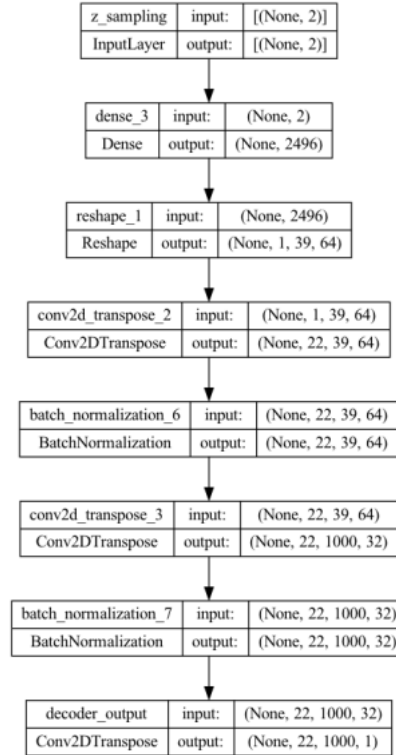 z_sampling input: [(None, 2)]
InputLayer output: [(None, 2)]
dense_3 input: (None, 2)
Dense output: (None, 2496)
reshape_1 input: (None, 2496)
Reshape output: (None, 1, 39, 64)
conv2d_transpose_2 input: (None, 1, 39, 64)
Conv2DTranspose output: (None, 22, 39, 64)
batch_normalization_6 input: (None, 22, 39, 64)
BatchNormalization output: (None, 22, 39, 64)
conv2d_transpose_3 input: (None, 22, 39, 64)
Conv2DTranspose output: (None, 22, 1000, 32)
batch_normalization_7 input: (None, 22, 1000, 32)
BatchNormalization output: (None, 22, 1000, 32)
decoder_output input: (None, 22, 1000, 32)
Conv2DTranspose output: (None, 22, 1000, 1)